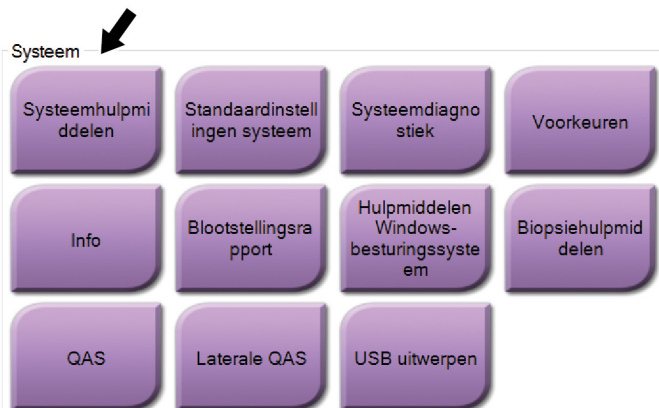 Systeem
Systeemhulpmi
ddelen
Standaardinstell
ingen systeem
Systeemdiagno
stiek
Voorkeuren
Info
Blootstellingsra
pport
Hulpmiddelen
Windows-
besturingssyste
em
Biopsiehulpmid
delen
QAS
Laterale QAS
USB uitwerpen